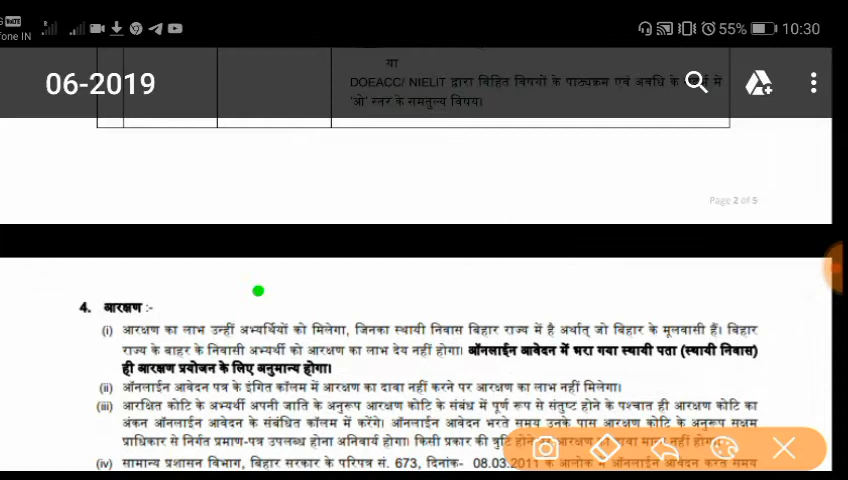 fone IN 55% 10:30
या
06-2019
DOEACC/ NIELIT द्वारा विहित विषयों के पाठ्यक्रम एवं अवधि के में
'ओ' स्तर के समतुल्य विषय।
Page 2 of 5
4. आरक्षण :-
(i) आरक्षण का लाभ उन्हीं अभ्यर्थियों को मिलेगा, जिनका स्थायी निवास बिहार राज्य में है अर्थात् जो बिहार के मूलवासी हैं। बिहार
राज्य के बाहर के निवासी अभ्यर्थी को आरक्षण का लाभ देय नहीं होगा। ऑनलाईन आवेदन में भरा गया स्थायी पता (स्थायी निवास)
ही आरक्षण प्रयोजन के लिए अनुमान्य होगा।
(ii) ऑनलाईन आवेदन पत्र के इंगित कॉलम में आरक्षण का दावा नहीं करने पर आरक्षण का लाभ नहीं मिलेगा।
(iii) आरक्षित कोटि के अभ्यर्थी अपनी जाति के अनुरूप आरक्षण कोटि के संबंध में पूर्ण रूप से संतुष्ट होने के पश्चात ही आरक्षण कोटि का
अंकन ऑनलाईन आवेदन के संबंधित कॉलम में करेंगे। ऑनलाईन आवेदन भरते समय उनके पास आरक्षण कोटि के अनुरूप सक्षम
प्राधिकार से निर्गत प्रमाण-पत्र उपलब्ध होना अनिवार्य होगा। किसी प्रकार की त्रुटि होने आरक्षण दावा मान्य नहीं होगा।
(iv) सामान्य प्रशासन विभाग, बिहार सरकार के परिपत्र सं. 673, दिनांक- 08.03.2011 के आलोक में ऑनलाईन आवेदन करते समय